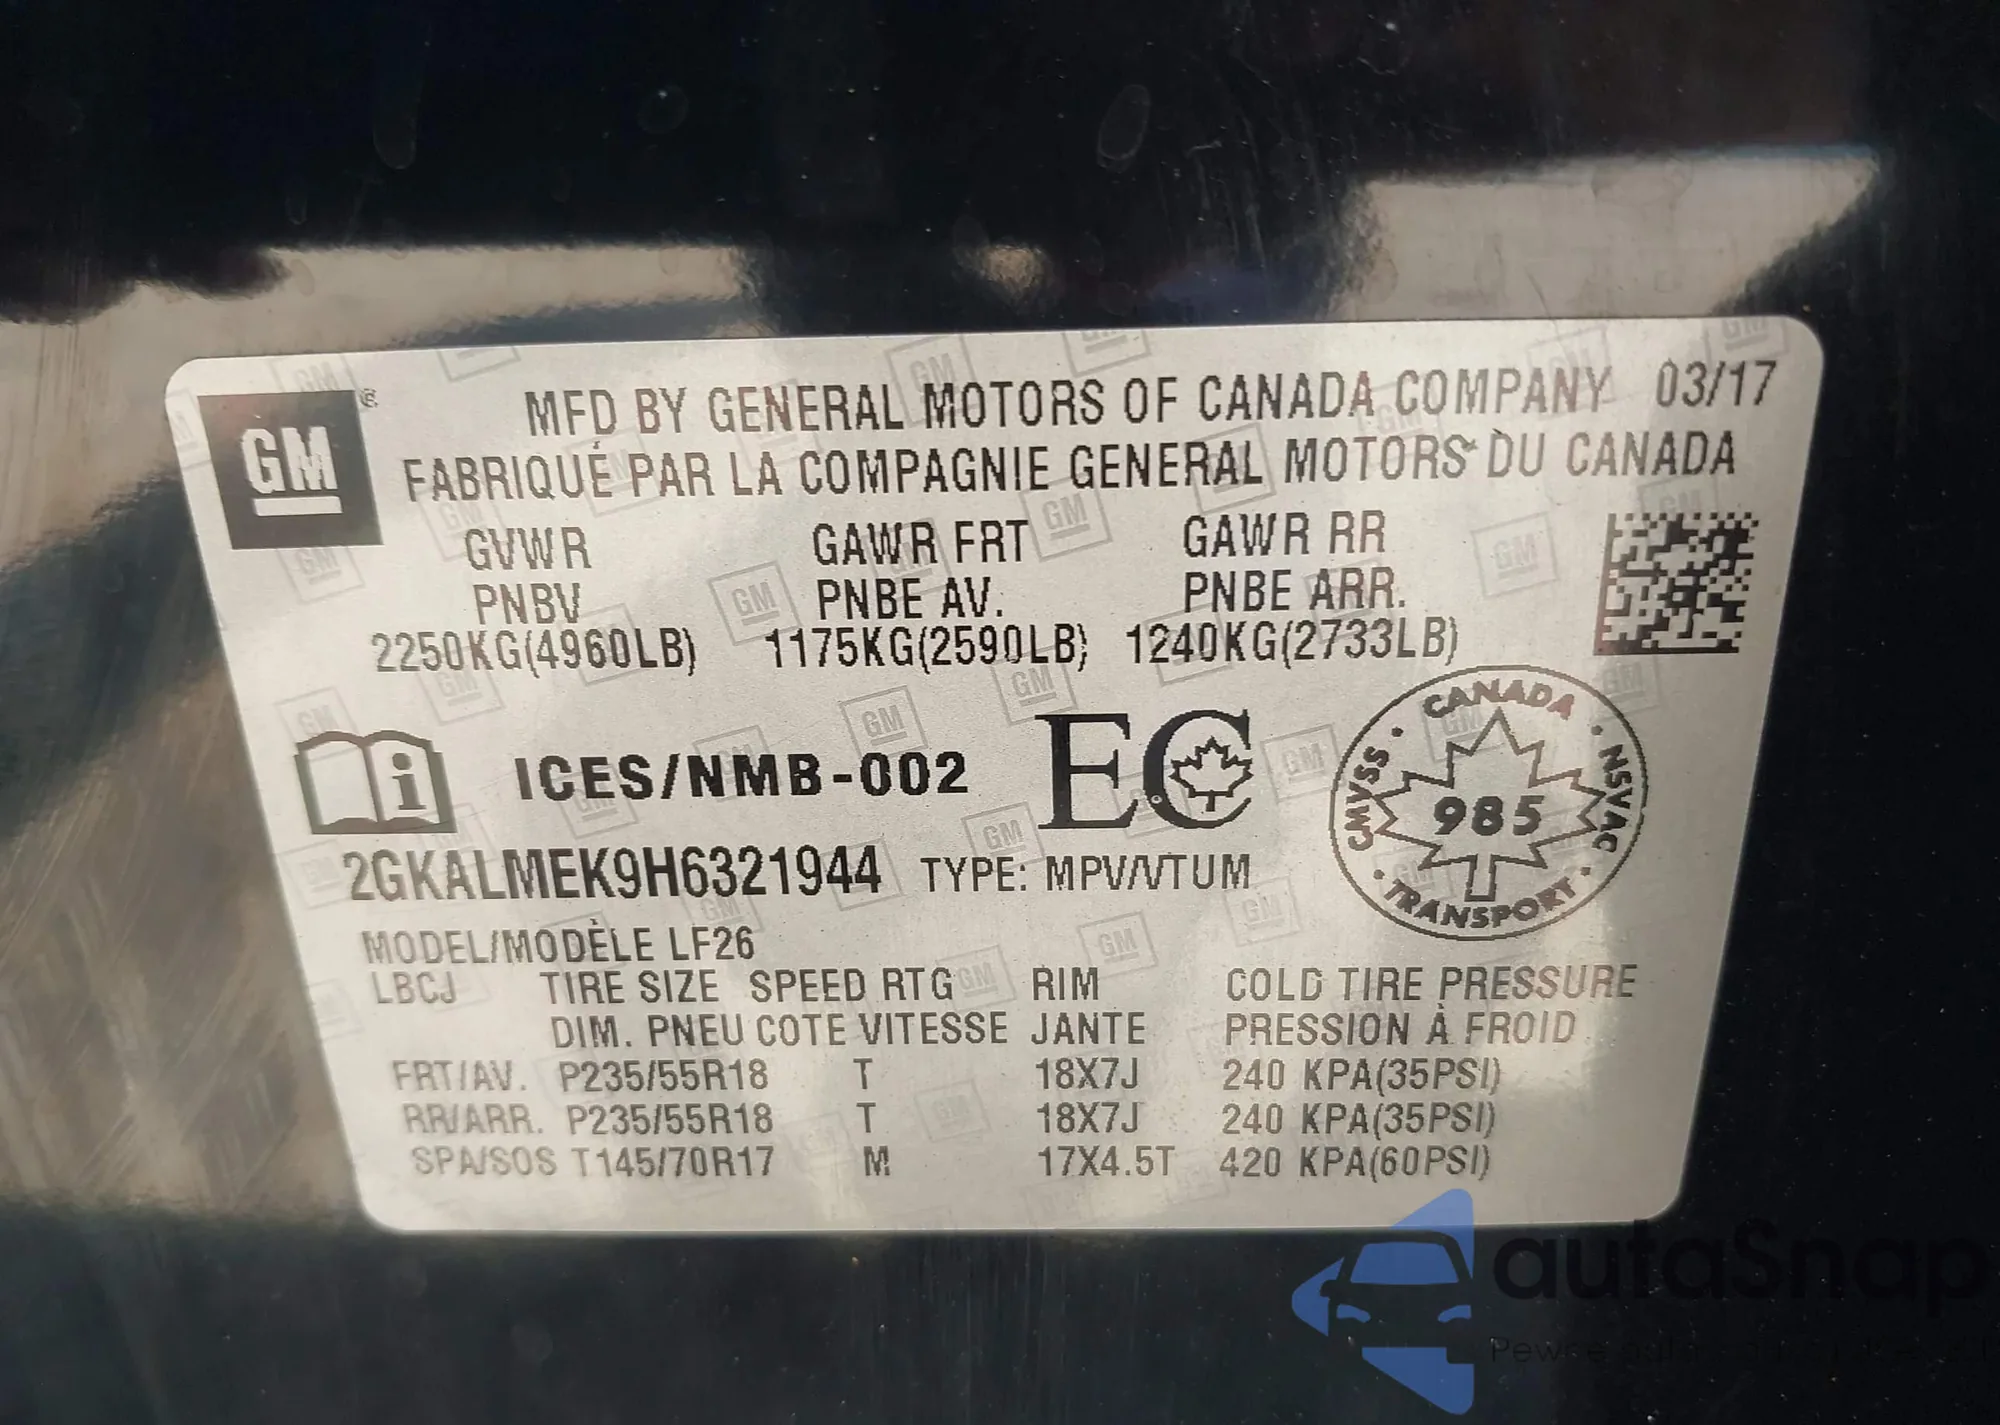 GM
MFD BY GENERAL MOTORS OF CANADA COMPANY 03/17
FABRIQUÉ PAR LA COMPAGNIE GENERAL MOTORS DU CANADA
GVWR GAWR FRT GAWR RR
PNBV PNBE AV. PNBE ARR.
2250KG(4960LB) 1175KG(2590LB) 1240KG(2733LB)
ICES/NMB-002 EC
CANADA
CMVSS 985 NSVAC
TRANSPORT
2GKALMEK9H6321944 TYPE: MPV/VTUM
MODEL/MODÈLE LF26
LBCJ TIRE SIZE SPEED RTG RIM COLD TIRE PRESSURE
DIM. PNEU COTE VITESSE JANTE PRESSION À FROID
FRT/AV. P235/55R18 T 18X7J 240 KPA(35PSI)
RR/ARR. P235/55R18 T 18X7J 240 KPA(35PSI)
SPA/SOS T145/70R17 M 17X4.5T 420 KPA(60PSI)
autaSnap